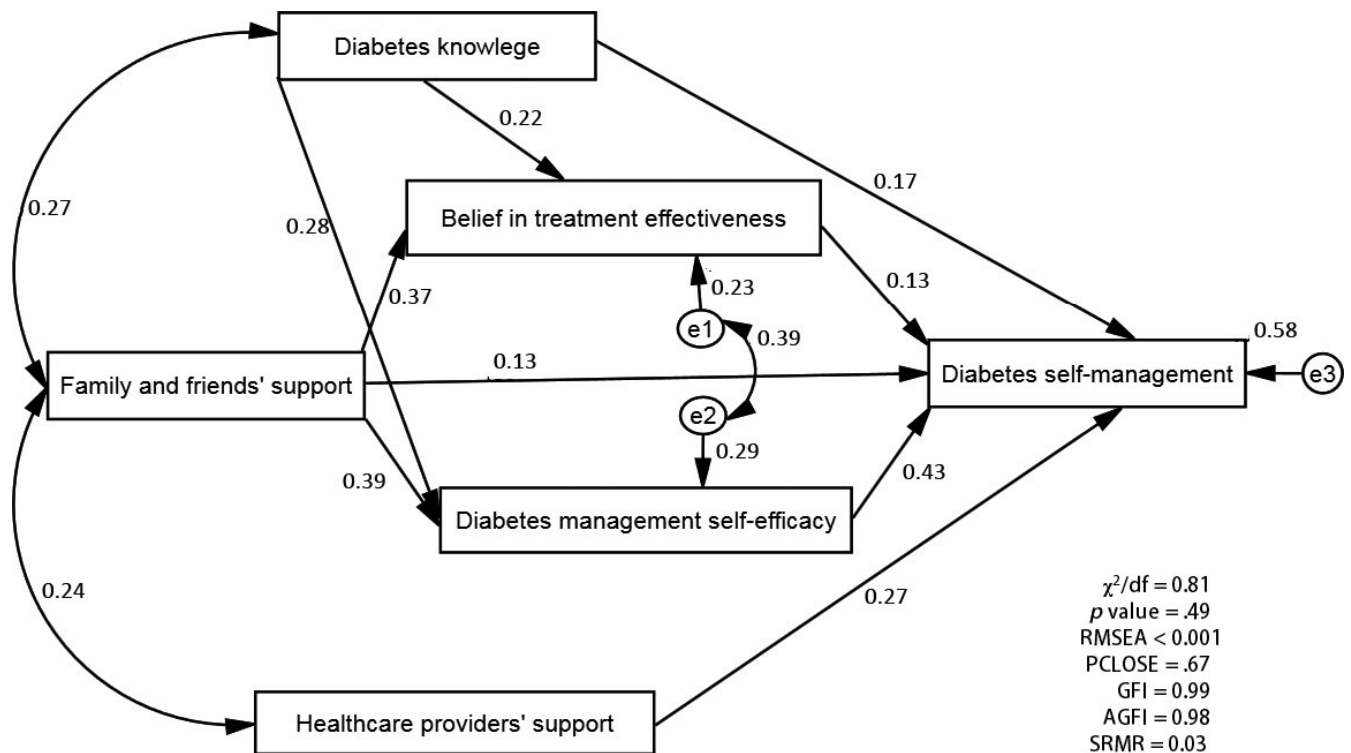 Diabetes knowlege
0.22
0.17
0.27
0.28
Belief in treatment effectiveness
0.37
0.23
0.13
e1
0.39
0.58
0.13
Family and friends' support
Diabetes self-management
e3
e2
0.29
0.39
0.43
Diabetes management self-efficacy
0.24
0.27
χ²/df = 0.81
p value = .49
RMSEA < 0.001
PCLOSE = .67
GFI = 0.99
AGFI = 0.98
SRMR = 0.03
Healthcare providers' support